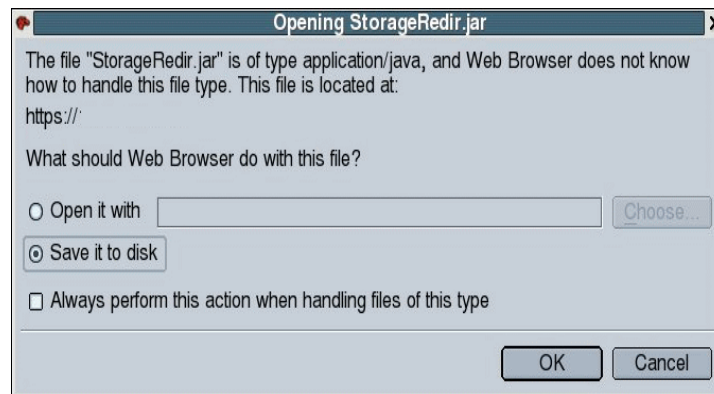 Opening StorageRedir.jar
The file "StorageRedir.jar" is of type application/java, and Web Browser does not know
how to handle this file type. This file is located at:
https://
What should Web Browser do with this file?
Open it with
Choose...
Save it to disk
Always perform this action when handling files of this type
OK
Cancel